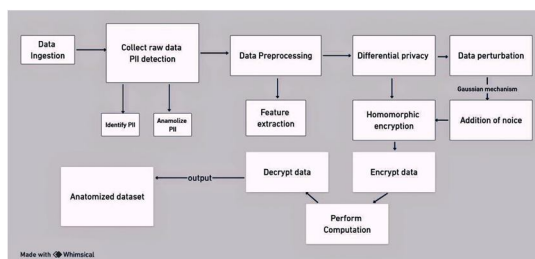 Data
Ingestion
Collect raw data
PII detection
Data Preprocessing
Differential privacy
Data perturbation
Gaussian mechanism
Identify PII
Anamolize
PII
Feature
extraction
Homomorphic
encryption
Addition of noice
Anatomized dataset
output
Decrypt data
Encrypt data
Perform
Computation
Made with Whimsical